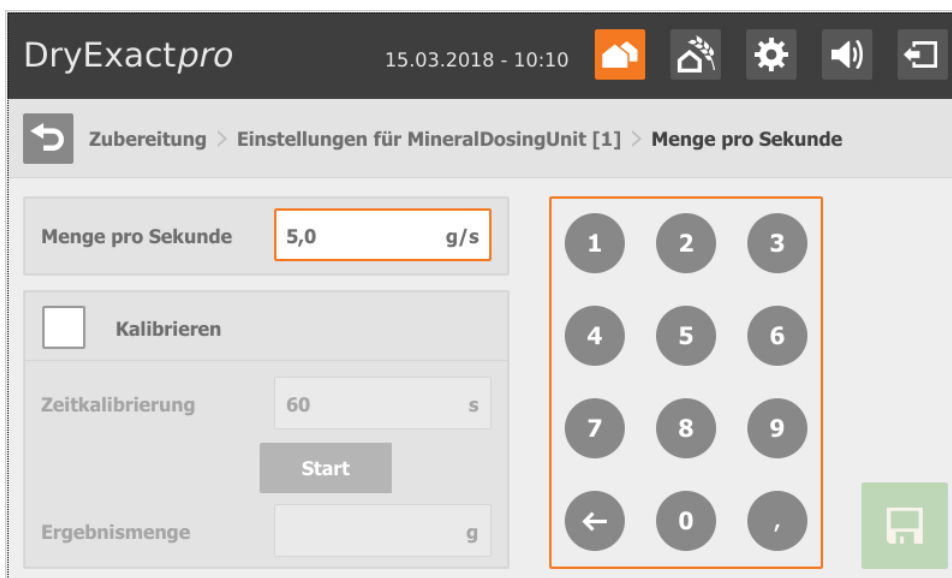 DryExactpro
15.03.2018 - 10:10
Zubereitung > Einstellungen für MineralDosingUnit [1] > Menge pro Sekunde
Menge pro Sekunde 5,0 g/s
1 2 3
Kalibrieren
4 5 6
Zeitkalibrierung 60 s
7 8 9
Start
Ergebnismenge g
← 0 ,